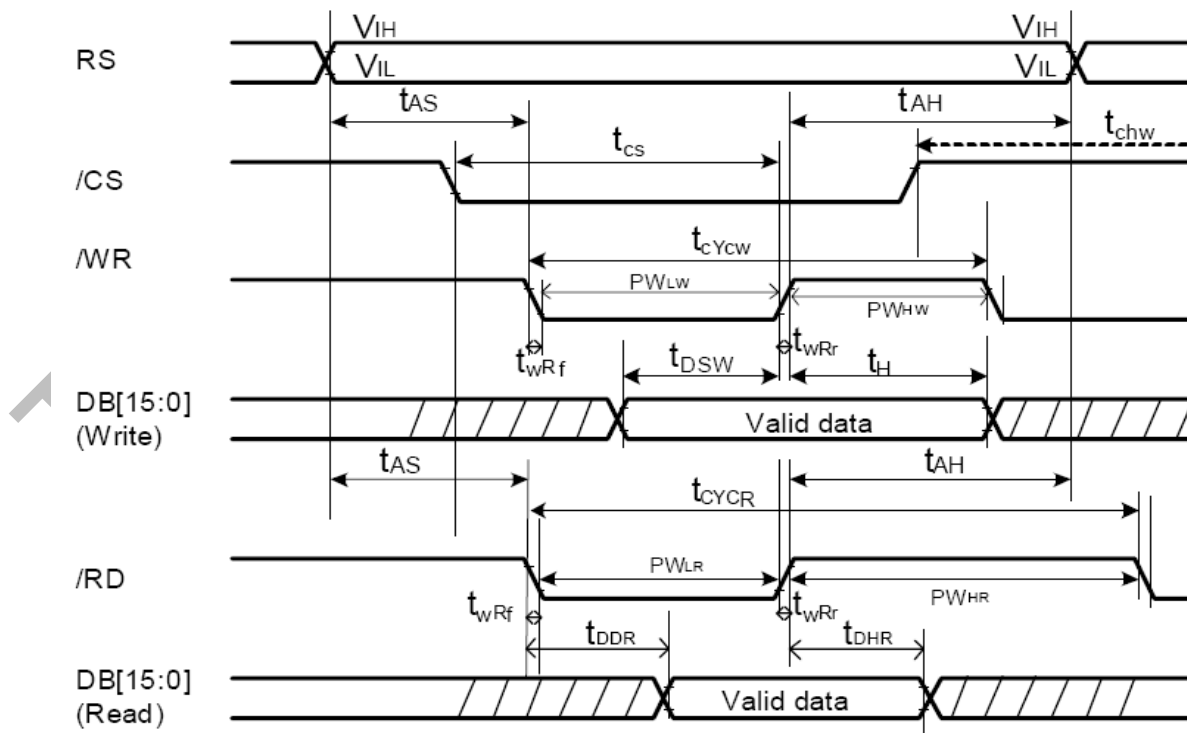 RS
VIH
VIH
VIL
VIL
tAS
tAH
tchw
/CS
tcs
/WR
tcYcw
PWLW
PWHW
twRf
twRr
tDSW
tH
DB[15:0]
(Write)
Valid data
tAS
tAH
tCYCR
/RD
PWLR
PWHR
twRf
twRr
tDDR
tDHR
DB[15:0]
(Read)
Valid data